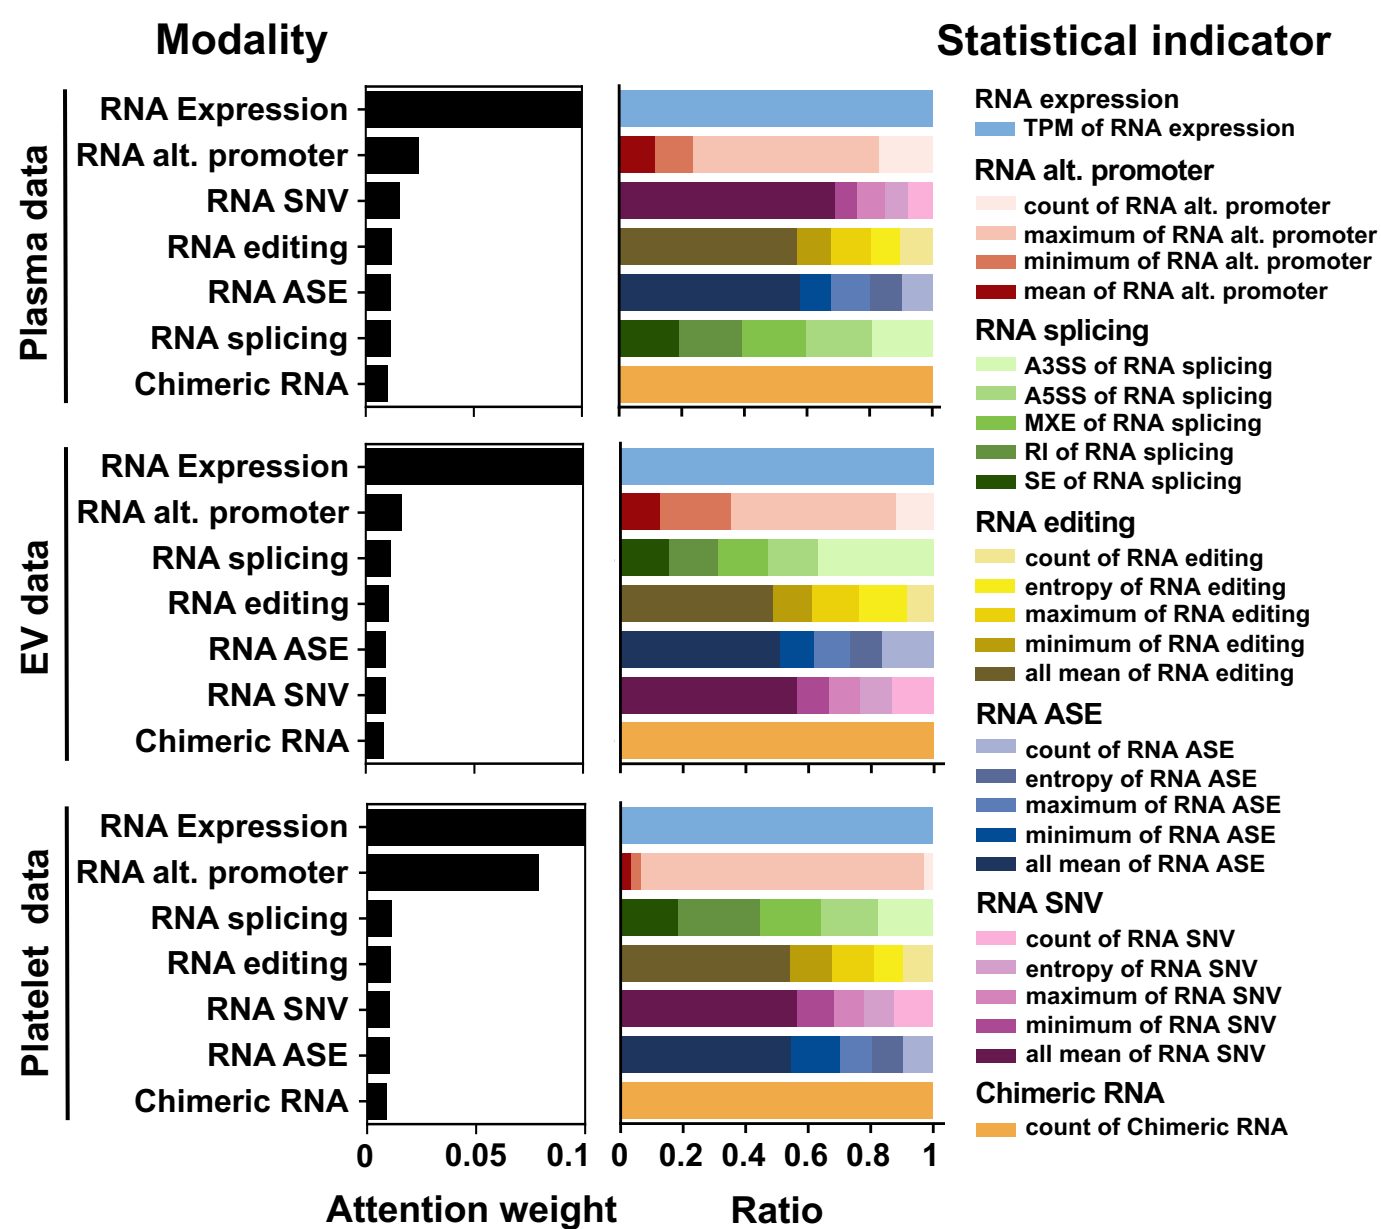 Modality
Statistical indicator
Plasma data
RNA Expression
RNA alt. promoter
RNA SNV
RNA editing
RNA ASE
RNA splicing
Chimeric RNA
EV data
RNA Expression
RNA alt. promoter
RNA splicing
RNA editing
RNA ASE
RNA SNV
Chimeric RNA
Platelet data
RNA Expression
RNA alt. promoter
RNA splicing
RNA editing
RNA SNV
RNA ASE
Chimeric RNA
0 0.05 0.1
Attention weight
0 0.2 0.4 0.6 0.8 1
Ratio
RNA expression
TPM of RNA expression
RNA alt. promoter
count of RNA alt. promoter
maximum of RNA alt. promoter
minimum of RNA alt. promoter
mean of RNA alt. promoter
RNA splicing
A3SS of RNA splicing
A5SS of RNA splicing
MXE of RNA splicing
RI of RNA splicing
SE of RNA splicing
RNA editing
count of RNA editing
entropy of RNA editing
maximum of RNA editing
minimum of RNA editing
all mean of RNA editing
RNA ASE
count of RNA ASE
entropy of RNA ASE
maximum of RNA ASE
minimum of RNA ASE
all mean of RNA ASE
RNA SNV
count of RNA SNV
entropy of RNA SNV
maximum of RNA SNV
minimum of RNA SNV
all mean of RNA SNV
Chimeric RNA
count of Chimeric RNA